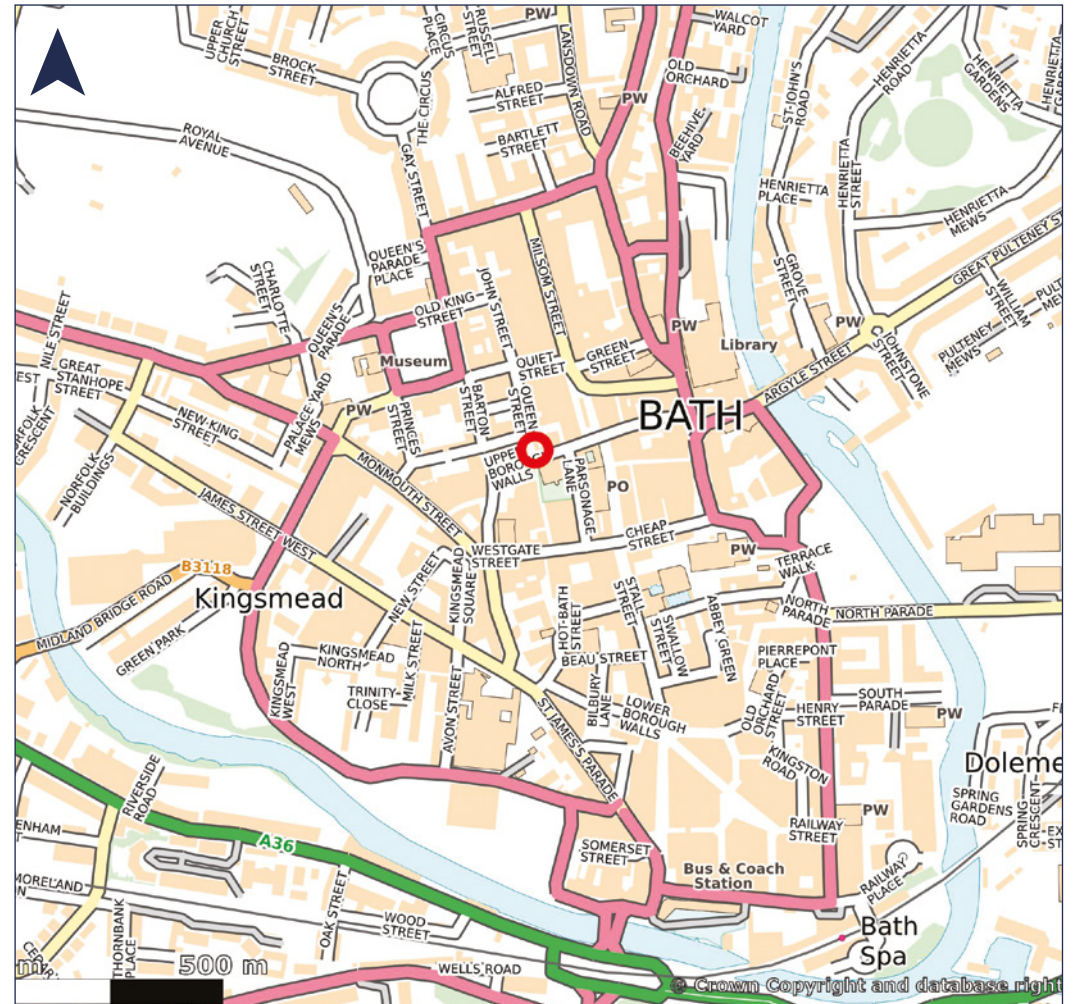 UPPER
CHURCH
STREET
BROCK
STREET
CIRCUS
PLACE
RUSSEL
STREET
PW
THE CIRCUS
ALFRED
STREET
BARTLETT
STREET
LANSDOWN ROAD
PW
WALCOT
YARD
OLD
ORCHARD
BEEHIVE
YARD
ST-JOHN'S
ROAD
HENRIETTA
ROAD
HENRIETTA
GARDENS
HENRIETTA
ROYAL
AVENUE
GAY STREET
HENRIETTA
PLACE
HENRIETTA
STREET
HENRIETTA
MEWS
QUEEN'S
PARADE
PLACE
CHARLOTTE
STREET
JOHN STREET
MILSOM STREET
GROVE
STREET
GREAT PULTENEY ST
WILLIAM
STREET
PULTENEY
MEWS
NILE STREET
QUEEN'S
PARADE
OLD KING
STREET
PW
Library
PW
JOHNSTONE
STREET
Museum
QUIET
STREET
GREEN
STREET
ARGYLE STREET
GREAT
STANHOPE
STREET
NEW KING
STREET
PALACE YARD
MEWS
PW
PRINCES
STREET
BARTON
STREET
QUEEN
STREET
BATH
NORFOLK
BUILDINGS
UPPE
BORO
WALLS
PARSONAGE
LANE
PO
MONMOUTH STREET
JAMES STREET WEST
CHEAP
STREET
WESTGATE
STREET
PW
TERRACE
WALK
B3118
Kingsmead
MIDLAND BRIDGE ROAD
GREEN PARK
NEW STREET
KINGSMEAD
SQUARE
HOT-BATH
STREET
STALL
STREET
SWALLOW
STREET
ABBEY GREEN
NORTH
PARADE
NORTH PARADE
KINGSMEAD
WEST
KINGSMEAD
NORTH
MILK STREET
TRINITY
CLOSE
AVON STREET
BEAU STREET
BILBURY
LANE
LOWER
BOROUGH
WALLS
PIERREPONT
PLACE
OLD
ORCHARD
STREET
HENRY
STREET
SOUTH
PARADE
PW
ST JAMES'S PARADE
KINGSTON
ROAD
Doleme
RIVERSIDE
ROAD
A36
RAILWAY
STREET
PW
SPRING
GARDENS
ROAD
SPRING
CRESCENT
SOMERSET
STREET
Bus & Coach
Station
RAILWAY
PLACE
MORELAND
THORNBANK
PLACE
OAK STREET
WOOD
STREET
Bath
Spa
WELLS ROAD
m
500 m
© Crown Copyright and database right